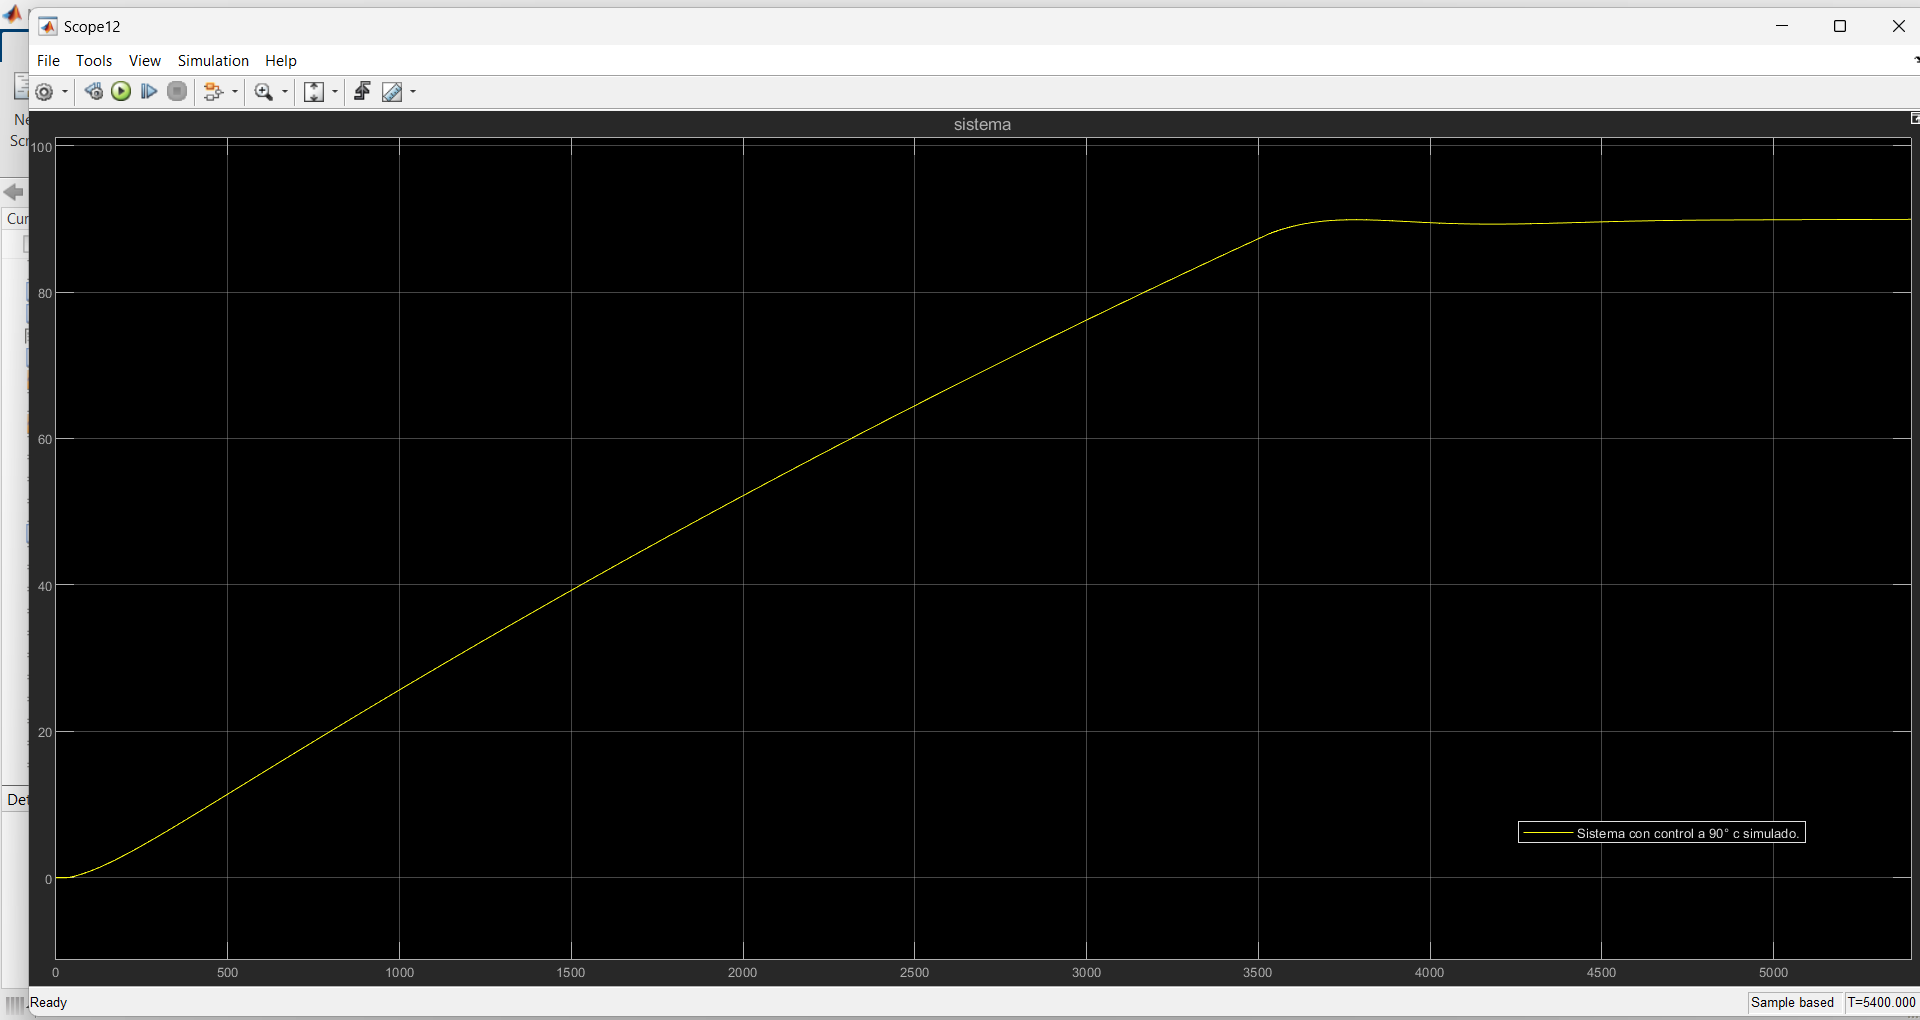 Scope12
File Tools View Simulation Help
Ne
Scr
Cur
Det
sistema
100
80
60
40
20
0
0 500 1000 1500 2000 2500 3000 3500 4000 4500 5000
Sistema con control a 90° c simulado.
Ready
Sample based T=5400.000